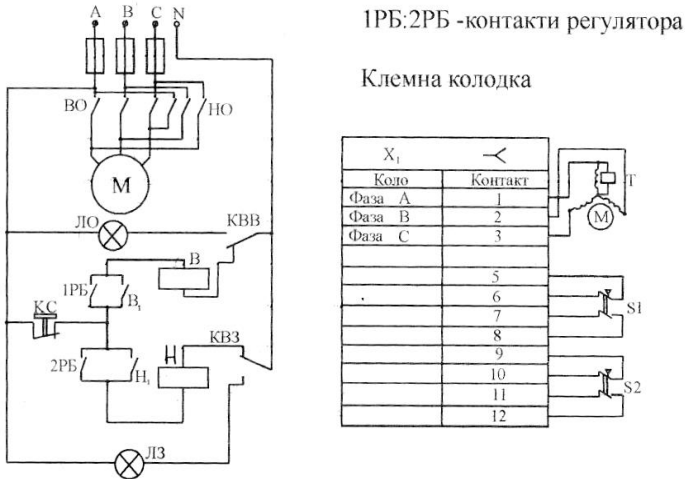 1РБ:2РБ -контакти регулятора
Клемна колодка
A B C N
ВО НО
М
ЛО КВВ
В
1РБ В₁
КС
КВЗ
Н
2РБ Н₁
ЛЗ
X₁
Коло Контакт
Фаза А 1
Фаза В 2
Фаза С 3
5
6
7
8
9
10
11
12
Т
М
S1
S2